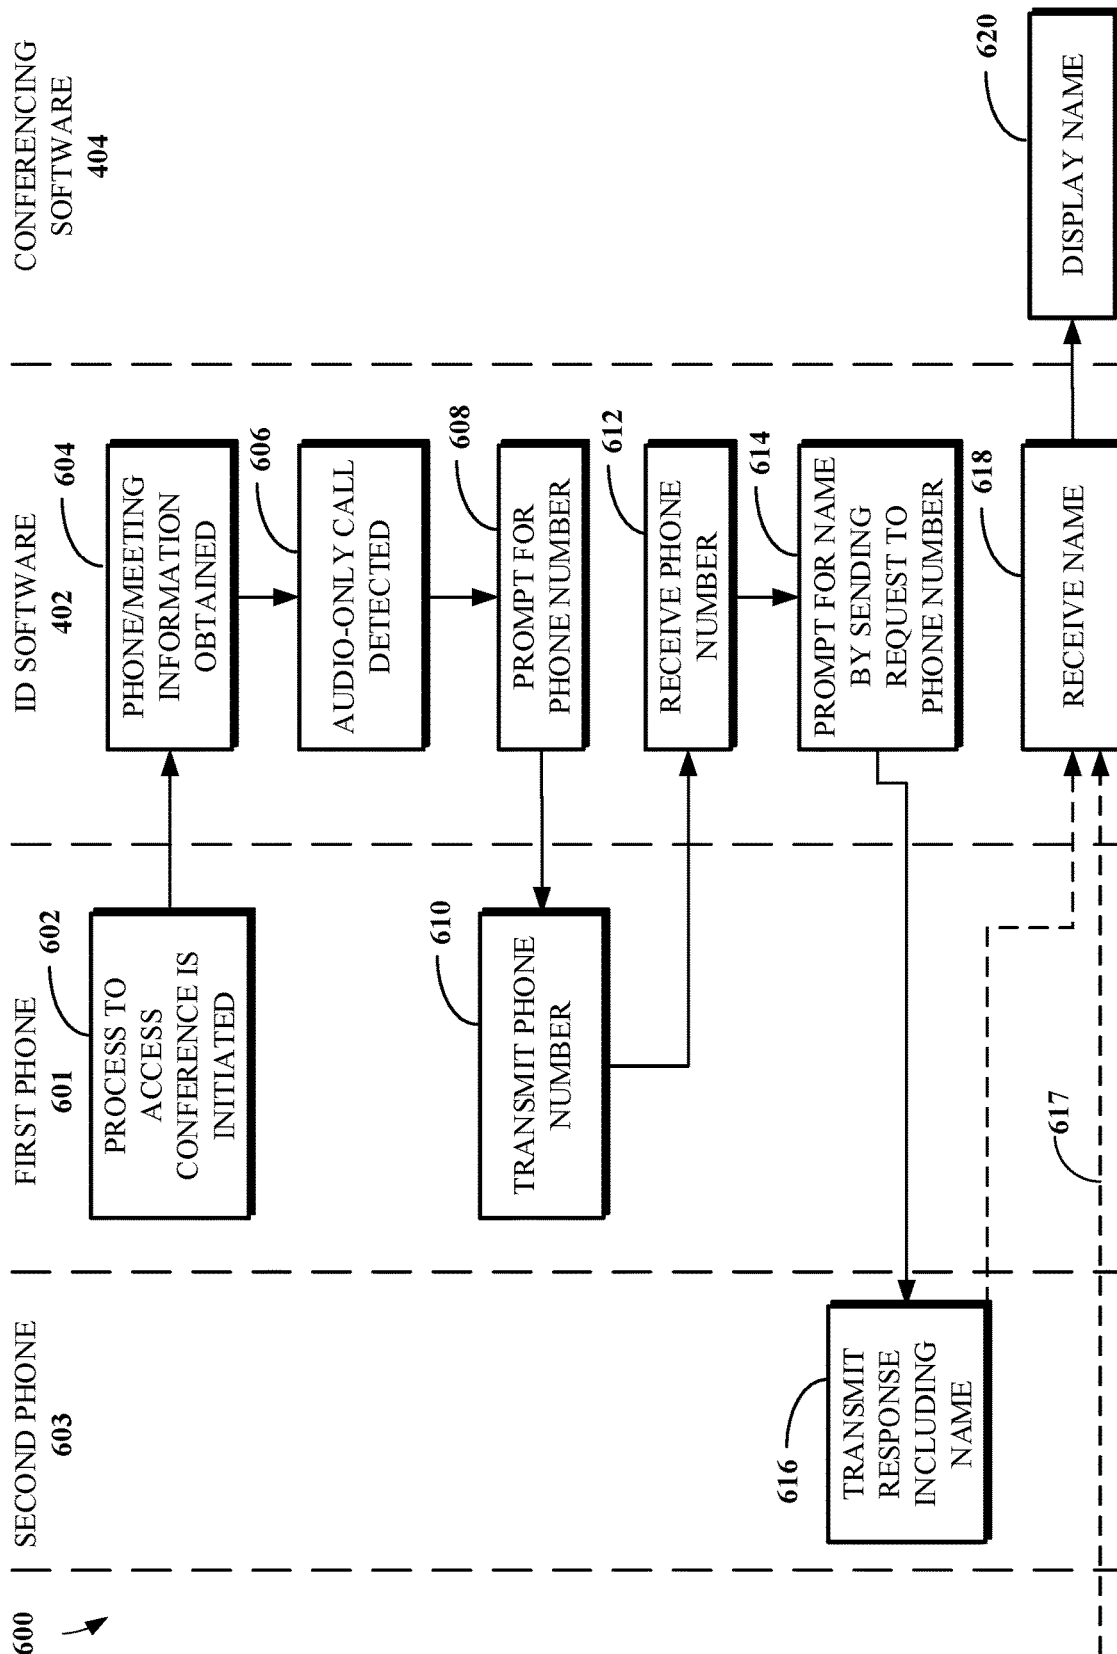 600
SECOND PHONE
603
FIRST PHONE
601
ID SOFTWARE
402
CONFERENCING
SOFTWARE
404
602
PROCESS TO
ACCESS
CONFERENCE IS
INITIATED
604
PHONE/MEETING
INFORMATION
OBTAINED
606
AUDIO-ONLY CALL
DETECTED
608
PROMPT FOR
PHONE NUMBER
610
TRANSMIT PHONE
NUMBER
612
RECEIVE PHONE
NUMBER
614
PROMPT FOR NAME
BY SENDING
REQUEST TO
PHONE NUMBER
616
TRANSMIT
RESPONSE
INCLUDING
NAME
617
618
RECEIVE NAME
620
DISPLAY NAME